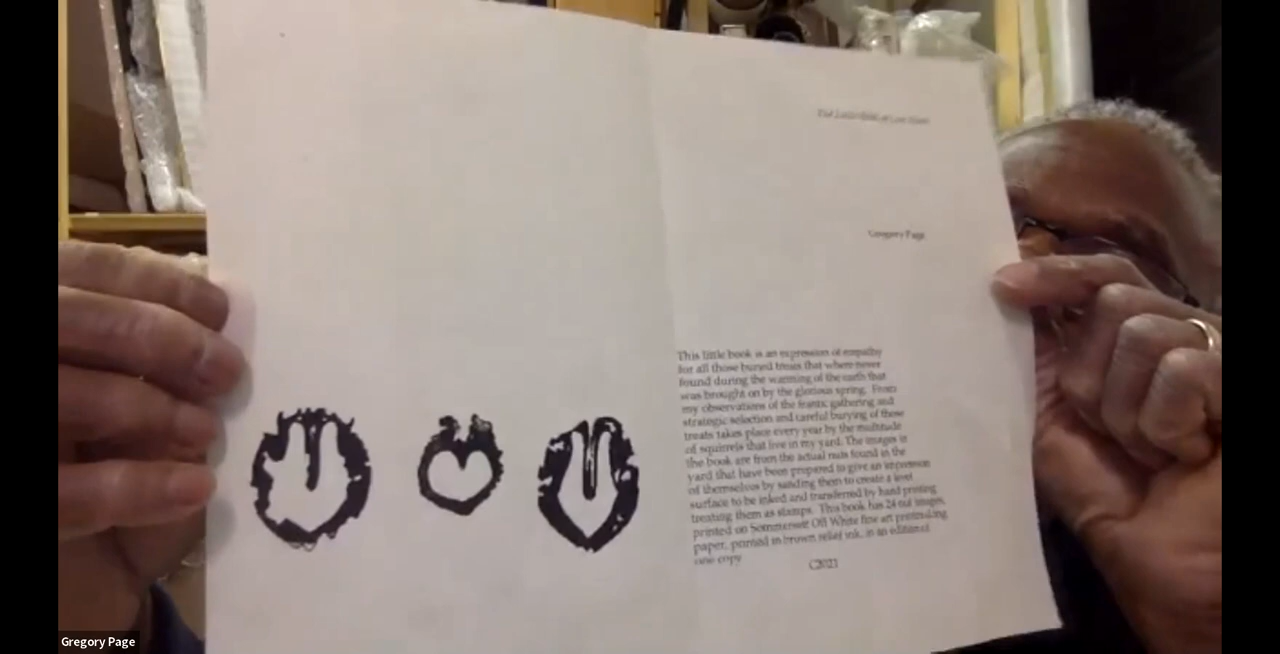 The Little Book of Lost Nuts
Gregory Page
This little book is an expression of empathy
for all those buried treats that where never
found during the warming of the earth that
was brought on by the glorious spring. From
my observations of the frantic gathering and
strategic selection and careful burying of those
treats takes place every year by the multitude
of squirrels that live in my yard. The images in
the book are from the actual nuts found in the
yard that have been prepared to give an impression
of themselves by sanding them to create a level
surface to be inked and transferred by hand printing
treating them as stamps. This book has 24 nut images,
printed on Sommerset Off White fine art printmaking
paper, printed in brown relief ink, in an edition of
one copy
C2021
Gregory Page